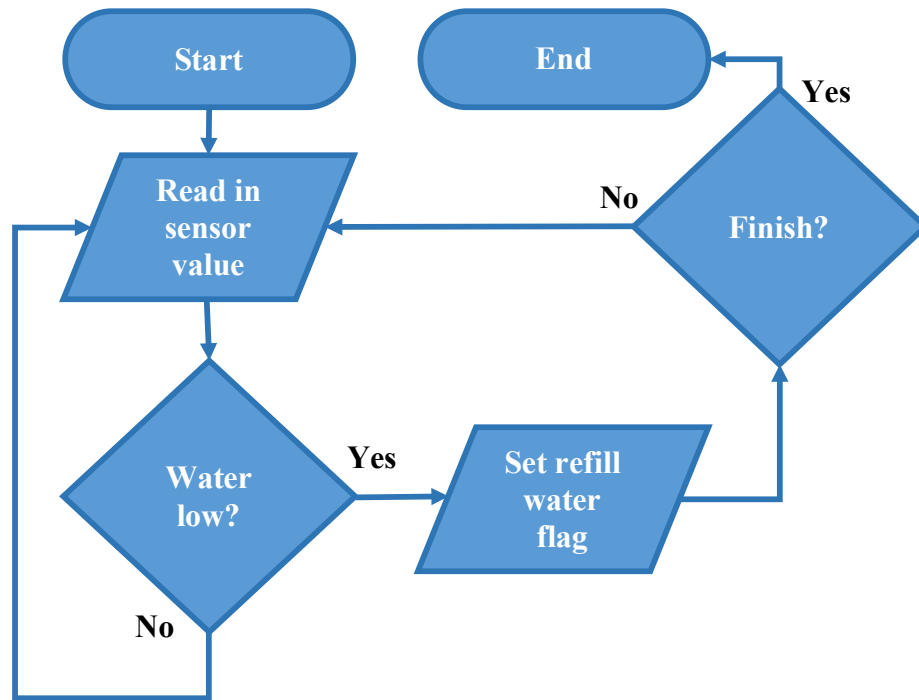 Start
End
Yes
Read in
sensor
value
No
Finish?
Water
low?
Yes
Set refill
water
flag
No